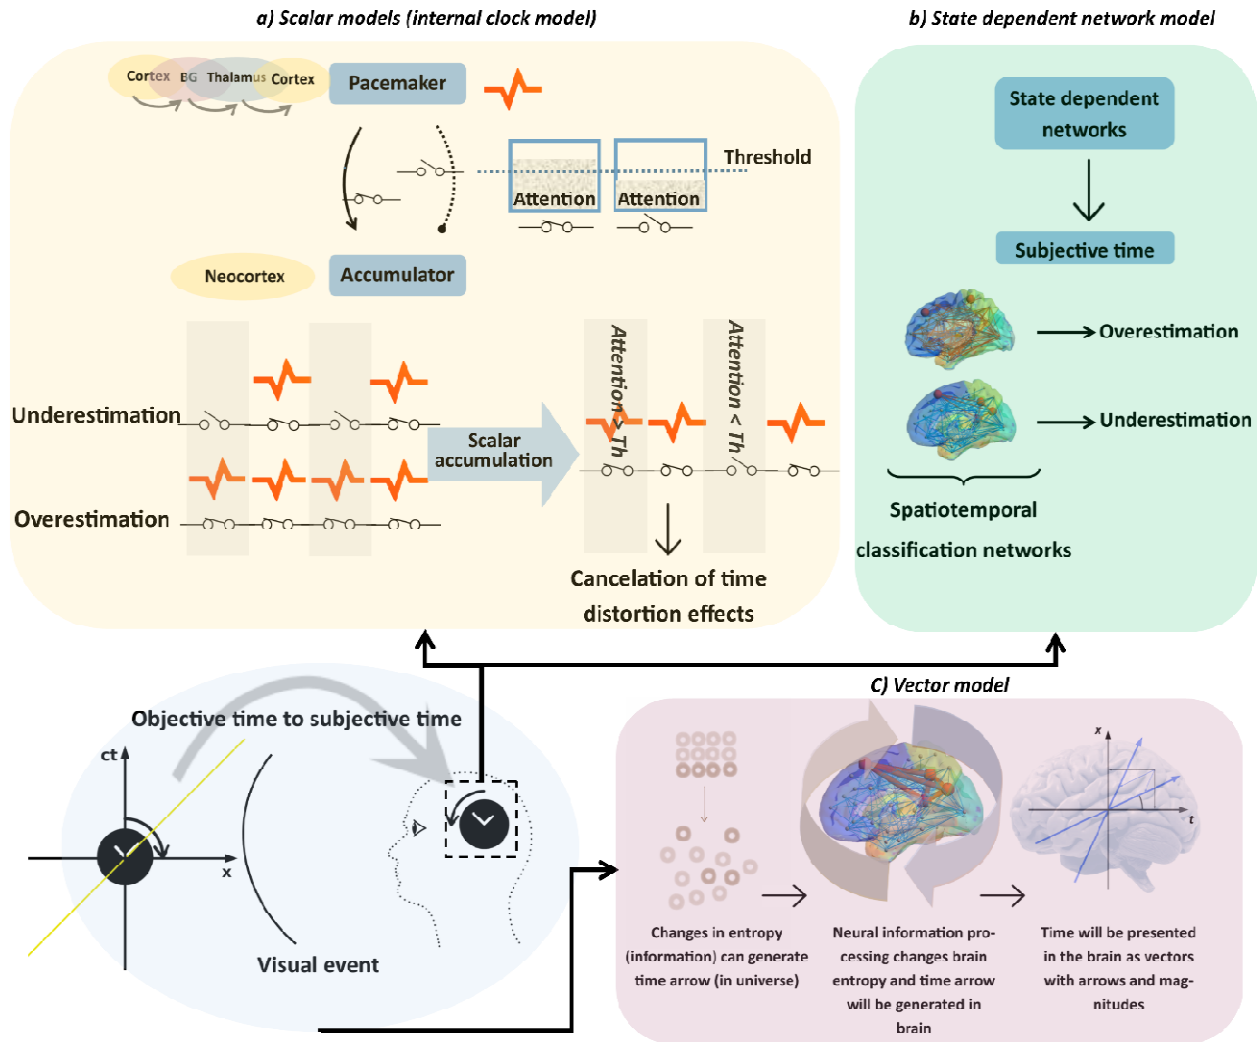 a) Scalar models (internal clock model)
Cortex BG Thalamus Cortex
Pacemaker
Threshold
Attention Attention
Neocortex
Accumulator
Underestimation
Overestimation
Scalar
accumulation
Attention > Th
Attention < Th
Cancelation of time
distortion effects
b) State dependent network model
State dependent
networks
Subjective time
Overestimation
Underestimation
Spatiotemporal
classification networks
Objective time to subjective time
ct
x
Visual event
C) Vector model
x
t
Changes in entropy
(information) can generate
time arrow (in universe)
Neural information pro-
cessing changes brain
entropy and time arrow
will be generated in
brain
Time will be presented
in the brain as vectors
with arrows and mag-
nitudes